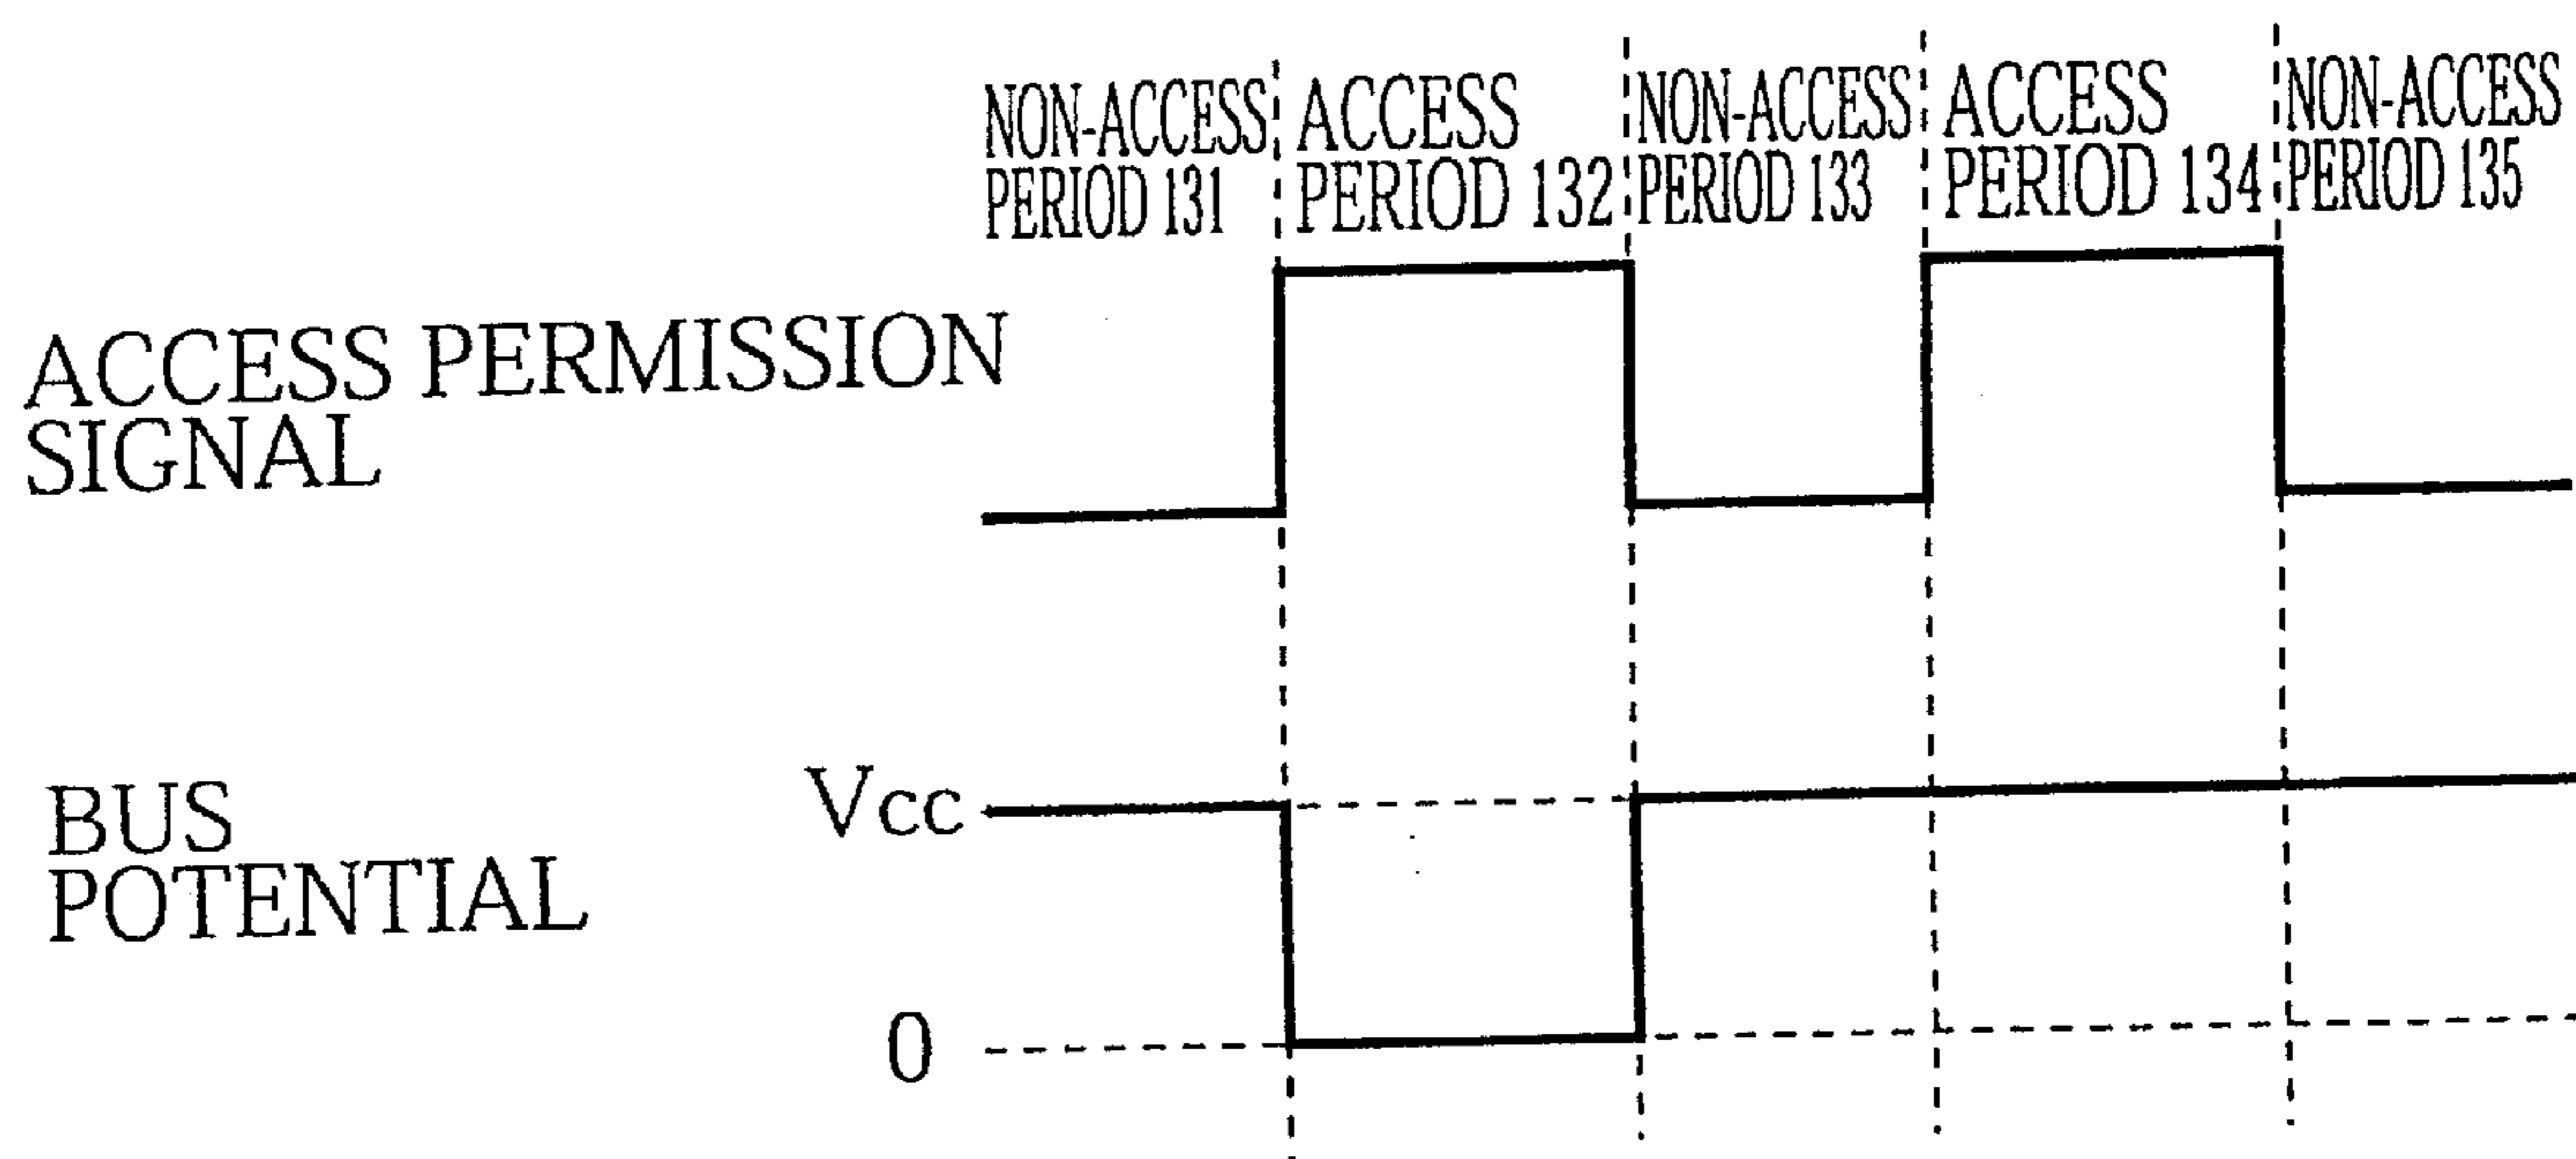 NON-ACCESS
PERIOD 131
ACCESS
PERIOD 132
NON-ACCESS
PERIOD 133
ACCESS
PERIOD 134
NON-ACCESS
PERIOD 135
ACCESS PERMISSION
SIGNAL
BUS
POTENTIAL
Vcc
0